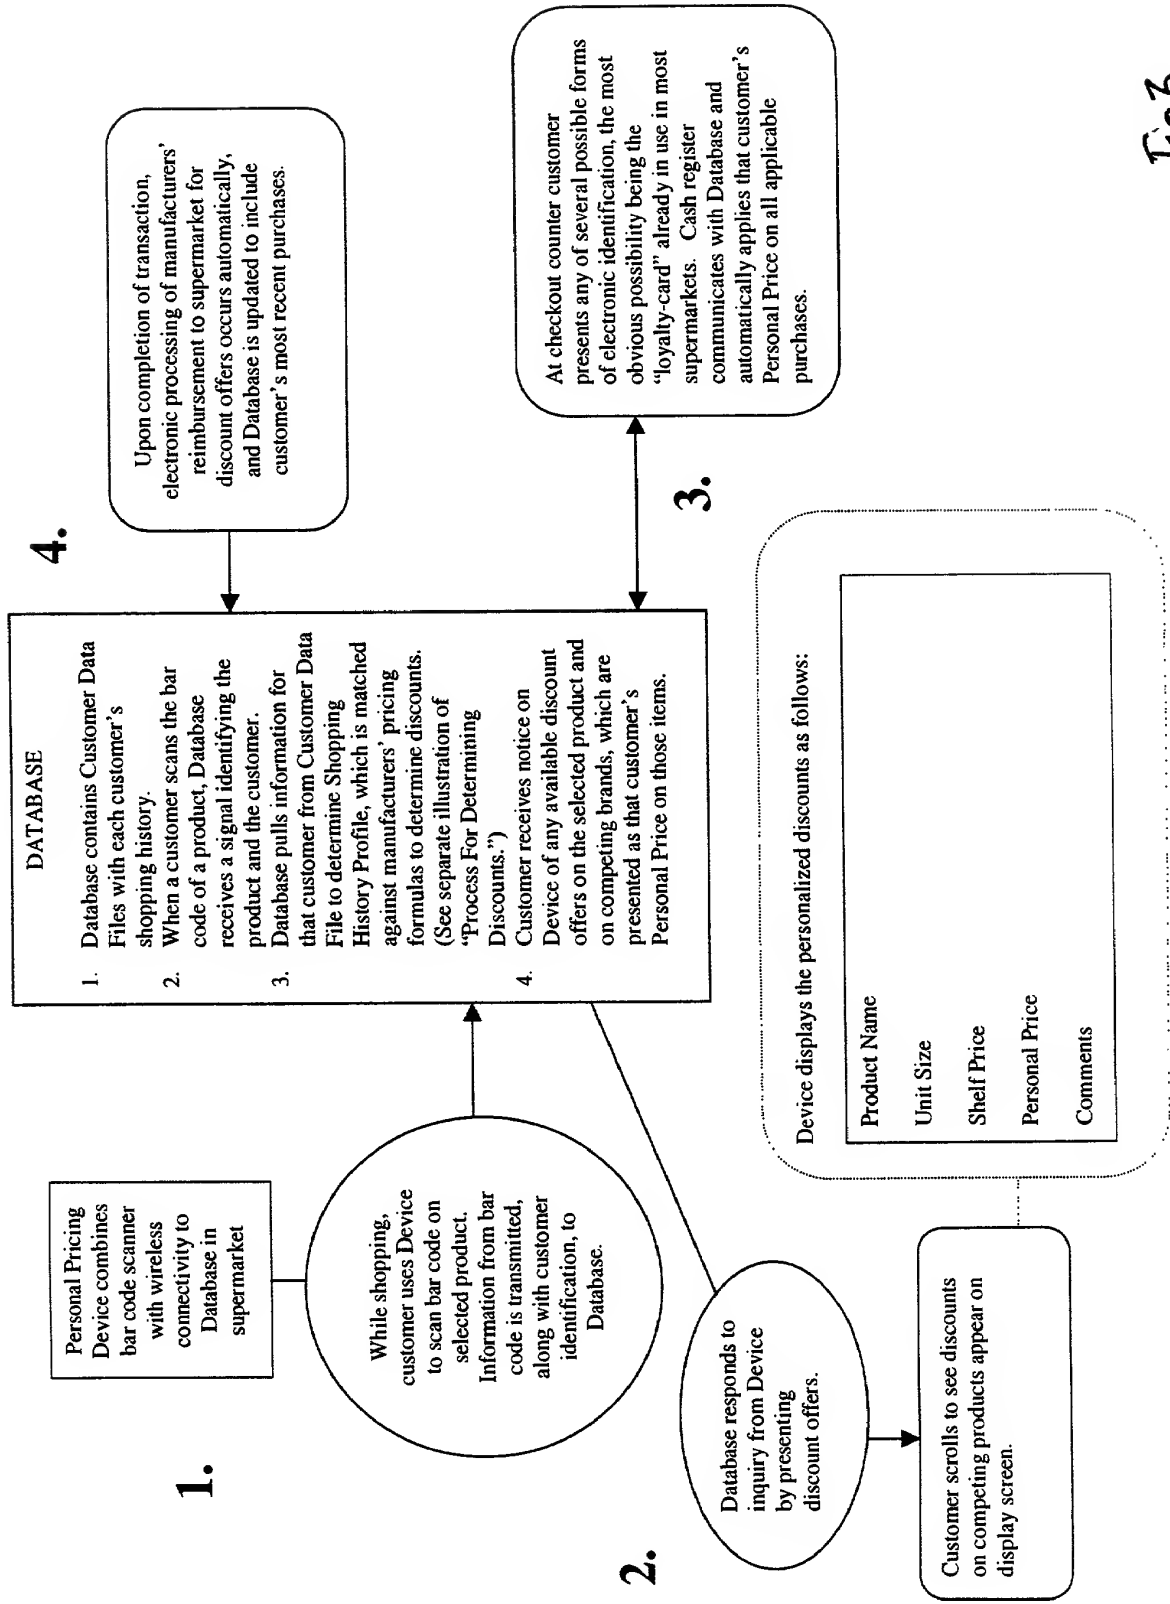 1.
Personal Pricing
Device combines
bar code scanner
with wireless
connectivity to
Database in
supermarket
While shopping,
customer uses Device
to scan bar code on
selected product.
Information from bar
code is transmitted,
along with customer
identification, to
Database.
DATABASE
1. Database contains Customer Data
Files with each customer's
shopping history.
2. When a customer scans the bar
code of a product, Database
receives a signal identifying the
product and the customer.
3. Database pulls information for
that customer from Customer Data
File to determine Shopping
History Profile, which is matched
against manufacturers' pricing
formulas to determine discounts.
(See separate illustration of
"Process For Determining
Discounts.")
4. Customer receives notice on
Device of any available discount
offers on the selected product and
on competing brands, which are
presented as that customer's
Personal Price on those items.
4.
Upon completion of transaction,
electronic processing of manufacturers'
reimbursement to supermarket for
discount offers occurs automatically,
and Database is updated to include
customer's most recent purchases.
3.
At checkout counter customer
presents any of several possible forms
of electronic identification, the most
obvious possibility being the
"loyalty-card" already in use in most
supermarkets. Cash register
communicates with Database and
automatically applies that customer's
Personal Price on all applicable
purchases.
2.
Database responds to
inquiry from Device
by presenting
discount offers.
Customer scrolls to see discounts
on competing products appear on
display screen.
Device displays the personalized discounts as follows:
Product Name
Unit Size
Shelf Price
Personal Price
Comments
Fig 3